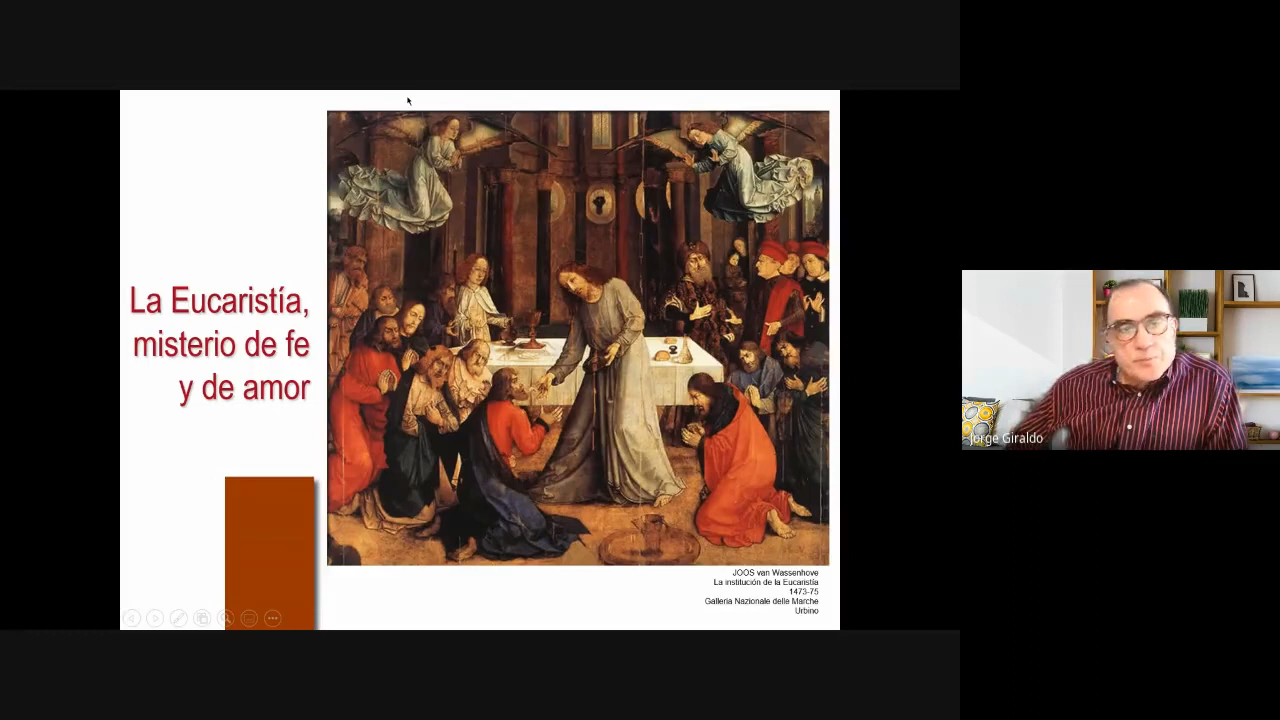 La Eucaristía,
misterio de fe
y de amor
JOOS van Wassenhove
La institución de la Eucaristía
1473-75
Galleria Nazionale delle Marche
Urbino
Jorge Giraldo